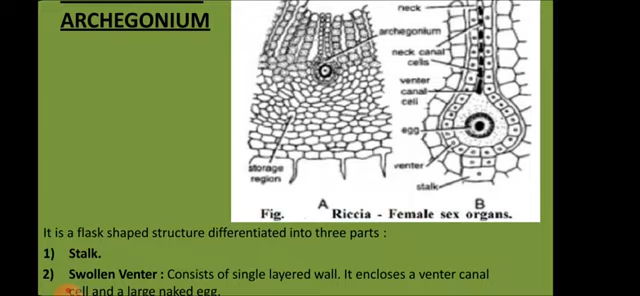 ARCHEGONIUM
neck
archegonium
neck canal
cells
venter
canal
cell
egg
venter
stalk
storage
region
A
B
Fig. Riccia - Female sex organs.
It is a flask shaped structure differentiated into three parts :
1) Stalk.
2) Swollen Venter : Consists of single layered wall. It encloses a venter canal
cell and a large naked egg.